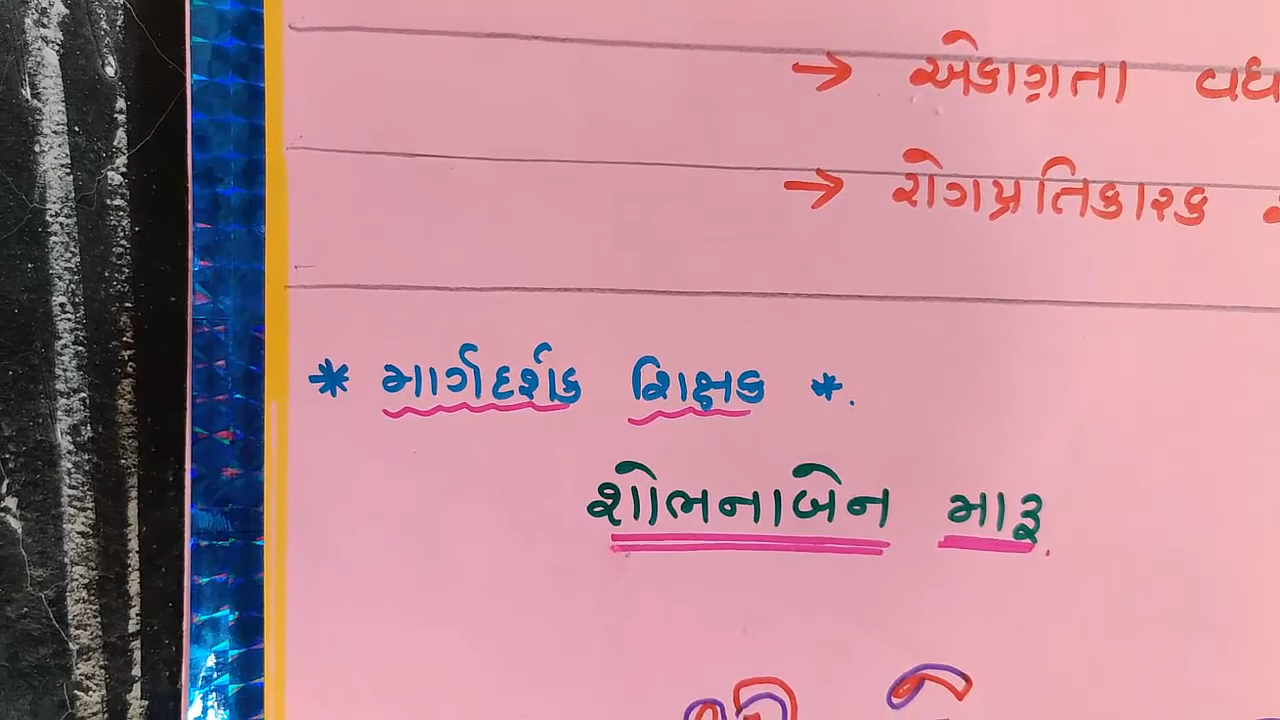 → એકાગ્રતા
→ રોગપ્રતિકારક
* માર્ગદર્શક શિક્ષક *.
શોભનાબેન મારૂ.